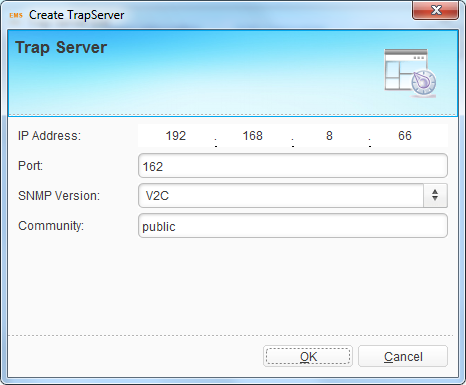 EMS Create TrapServer
Trap Server
IP Address: 192 . 168 . 8 . 66
Port: 162
SNMP Version: V2C
Community: public
OK Cancel